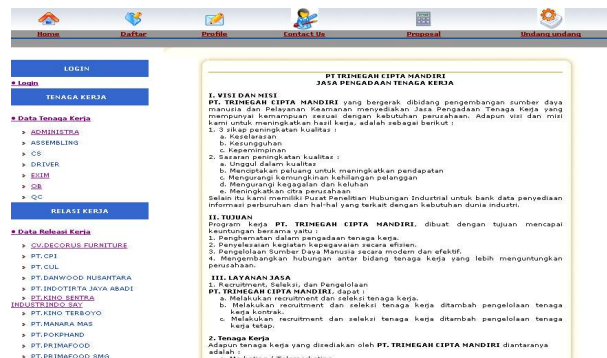 Home Daftar Profile Contact Us Proposal Undang undang
LOGIN
● Login
TENAGA KERJA
● Data Tenaga Kerja
» ADMINISTRA
» ASSEMBLING
» CS
» DRIVER
» EXIM
» OB
» QC
RELASI KERJA
● Data Releasi Kerja
» CV.DECORUS FURNITURE
» PT.CPI
» PT.CUL
» PT.DANWOOD NUSANTARA
» PT.INDOTIRTA JAYA ABADI
» PT.KINO SENTRA
INDUSTRINDO SAY
» PT.KINO TERBOYO
» PT.MANARA MAS
» PT.POKPHAND
» PT.PRIMAFOOD
» PT.PRIMAFOOD SMG
PT TRIMEGAH CIPTA MANDIRI
JASA PENGADAAN TENAGA KERJA
I. VISI DAN MISI
PT. TRIMEGAH CIPTA MANDIRI yang bergerak dibidang pengembangan sumber daya
manusia dan Pelayanan Keamanan menyediakan Jasa Pengadaan Tenaga Kerja yang
mempunyai kemampuan sesuai dengan kebutuhan perusahaan. Adapun visi dan misi
kami untuk meningkatkan hasil kerja, adalah sebagai berikut :
1. 3 sikap peningkatan kualitas :
a. Keselarasan
b. Kesungguhan
c. Kepemimpinan
2. Sasaran peningkatan kualitas :
a. Unggul dalam kualitas
b. Menciptakan peluang untuk meningkatkan pendapatan
c. Mengurangi kemungkinan kehilangan pelanggan
d. Mengurangi kegagalan dan keluhan
e. Meningkatkan citra perusahaan
Selain itu kami memiliki Pusat Penelitian Hubungan Industrial untuk bank data penyediaan
informasi perburuhan dan hal-hal yang terkait dengan kebutuhan dunia industri.
II. TUJUAN
Program kerja PT. TRIMEGAH CIPTA MANDIRI, dibuat dengan tujuan mencapai
keuntungan bersama yaitu :
1. Penghematan dalam pengadaan tenaga kerja.
2. Penyelesaian kegiatan kepegawaian secara efisien.
3. Pengelolaan Sumber Daya Manusia secara modern dan efektif.
4. Mengembangkan hubungan antar bidang tenaga kerja yang lebih menguntungkan
perusahaan.
III. LAYANAN JASA
1. Recruitment, Seleksi, dan Pengelolaan
PT. TRIMEGAH CIPTA MANDIRI, dapat :
a. Melakukan recruitment dan seleksi tenaga kerja.
b. Melakukan recruitment dan seleksi tenaga kerja ditambah pengelolaan tenaga
kerja kontrak.
c. Melakukan recruitment dan seleksi tenaga kerja ditambah pengelolaan tenaga
kerja tetap.
2. Tenaga Kerja
Adapun tenaga kerja yang disediakan oleh PT. TRIMEGAH CIPTA MANDIRI diantaranya
adalah :